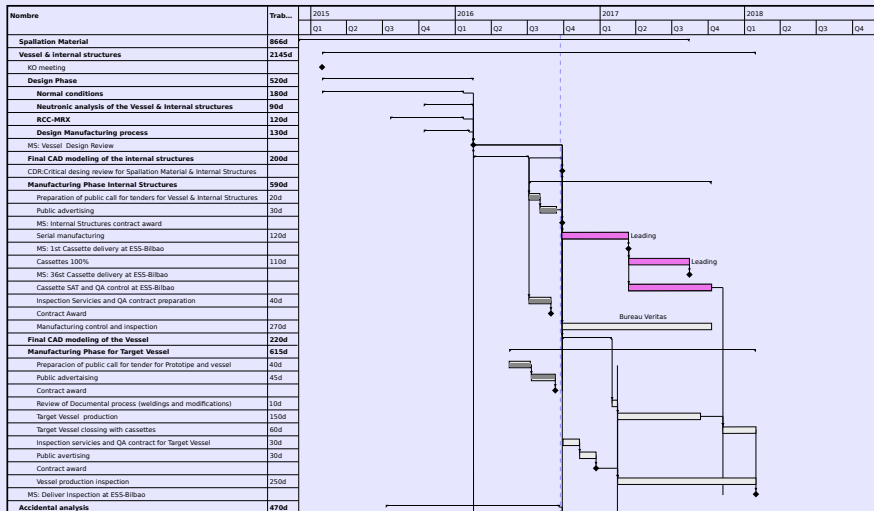 Nombre Trab... 2015 2016 2017 2018
Q1 Q2 Q3 Q4 Q1 Q2 Q3 Q4 Q1 Q2 Q3 Q4 Q1 Q2 Q3 Q4
Spallation Material 866d
Vessel & internal structures 2145d
KO meeting
Design Phase 520d
Normal conditions 180d
Neutronic analysis of the Vessel & Internal structures 90d
RCC-MRX 120d
Design Manufacturing process 130d
MS: Vessel Design Review
Final CAD modeling of the internal structures 200d
CDR:Critical desing review for Spallation Material & Internal Structures
Manufacturing Phase Internal Structures 590d
Preparation of public call for tenders for Vessel & Internal Structures 20d
Public advertising 30d
MS: Internal Structures contract award
Serial manufacturing 120d Leading
MS: 1st Cassette delivery at ESS-Bilbao
Cassettes 100% 110d Leading
MS: 36st Cassette delivery at ESS-Bilbao
Cassette SAT and QA control at ESS-Bilbao
Inspection Servicies and QA contract preparation 40d
Contract Award
Manufacturing control and inspection 270d Bureau Veritas
Final CAD modeling of the Vessel 220d
Manufacturing Phase for Target Vessel 615d
Preparacion of public call for tender for Prototipe and vessel 40d
Public advertaising 45d
Contract award
Review of Documental process (weldings and modifications) 10d
Target Vessel production 150d
Target Vessel clossing with cassettes 60d
Inspection servicies and QA contract for Target Vessel 30d
Public avertising 30d
Contract award
Vessel production inspection 250d
MS: Deliver Inspection at ESS-Bilbao
Accidental analysis 470d